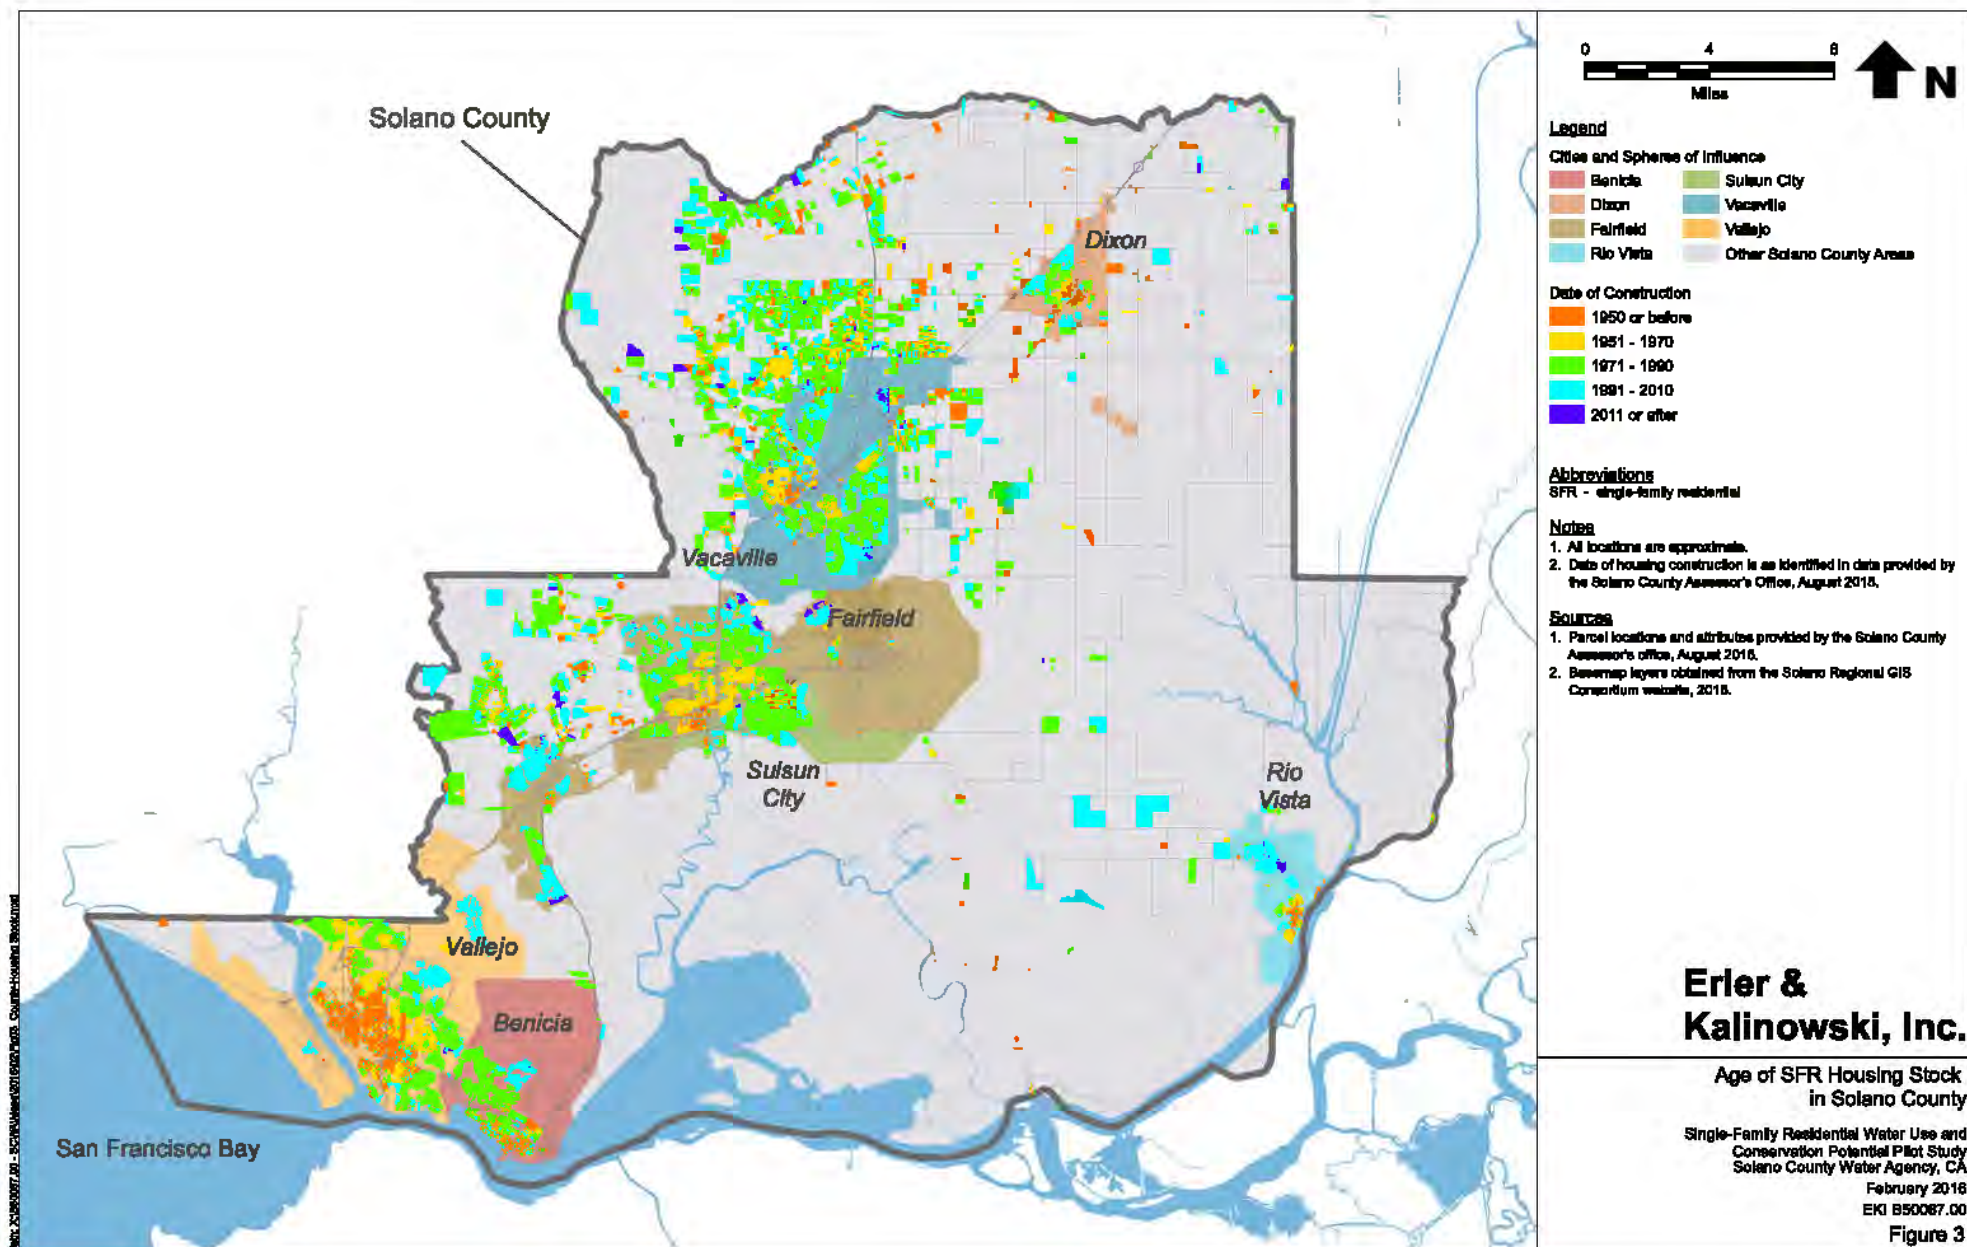 Solano County
Dixon
Vacaville
Fairfield
Suisun
City
Rio
Vista
Vallejo
Benicia
San Francisco Bay
0 4 8
Miles
N
Legend
Cities and Spheres of Influence
Benicia
Dixon
Fairfield
Rio Vista
Suisun City
Vacaville
Vallejo
Other Solano County Areas
Date of Construction
1950 or before
1951 - 1970
1971 - 1990
1991 - 2010
2011 or after
Abbreviations
SFR - single-family residential
Notes
1. All locations are approximate.
2. Date of housing construction is as identified in data provided by
the Solano County Assessor's Office, August 2015.
Sources
1. Parcel locations and attributes provided by the Solano County
Assessor's office, August 2015.
2. Basemap layers obtained from the Solano Regional GIS
Consortium website, 2015.
Erler &
Kalinowski, Inc.
Age of SFR Housing Stock
in Solano County
Single-Family Residential Water Use and
Conservation Potential Pilot Study
Solano County Water Agency, CA
February 2016
EKI B50087.00
Figure 3